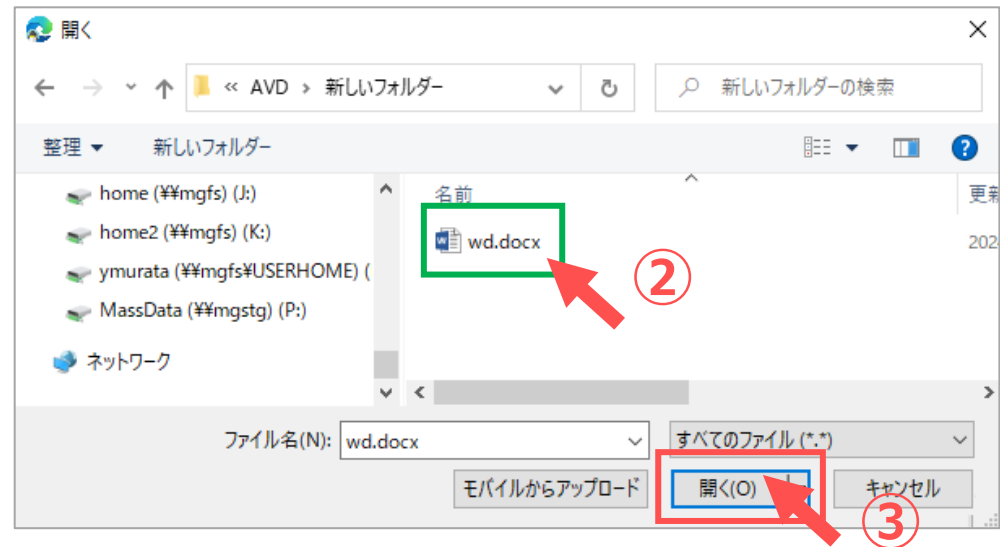 開く
« AVD › 新しいフォルダー
新しいフォルダーの検索
整理
新しいフォルダー
home (¥¥mgfs) (J:)
home2 (¥¥mgfs) (K:)
ymurata (¥¥mgfs¥USERHOME) (
MassData (¥¥mgstg) (P:)
ネットワーク
名前
更新
wd.docx
202
②
ファイル名(N):
wd.docx
すべてのファイル (*.*)
モバイルからアップロード
開く(O)
キャンセル
③